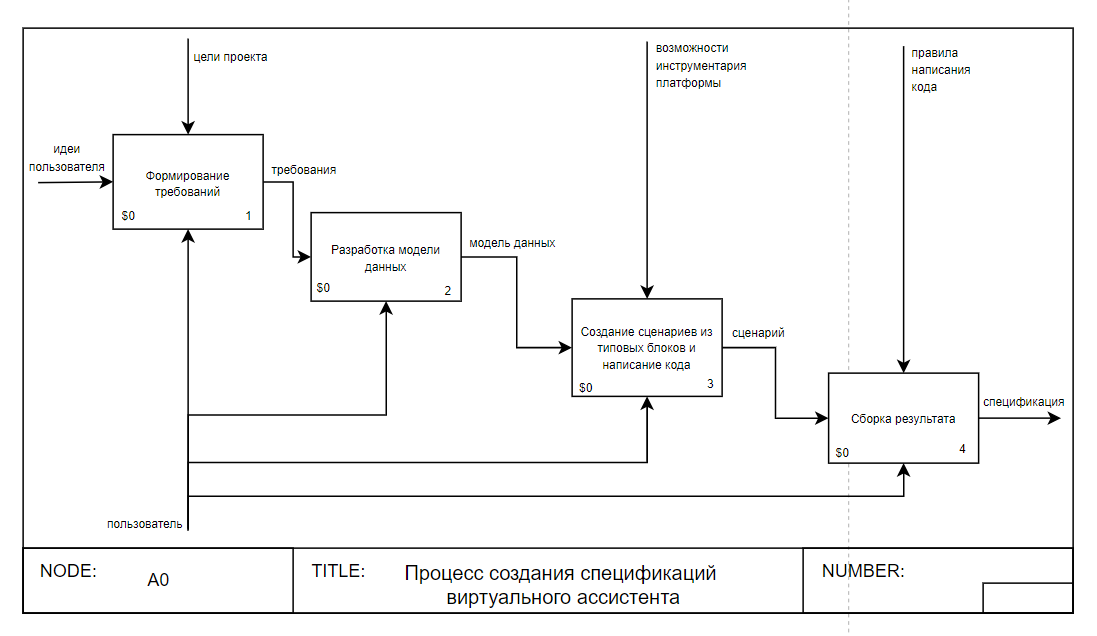 цели проекта
возможности
инструментария
платформы
правила
написания
кода
идеи
пользователя
Формирование
требований
$0
1
требования
Разработка модели
данных
$0
2
модель данных
Создание сценариев из
типовых блоков и
написание кода
$0
3
сценарий
Сборка результата
$0
4
спецификация
пользователь
NODE:
A0
TITLE:
Процесс создания спецификаций
виртуального ассистента
NUMBER: